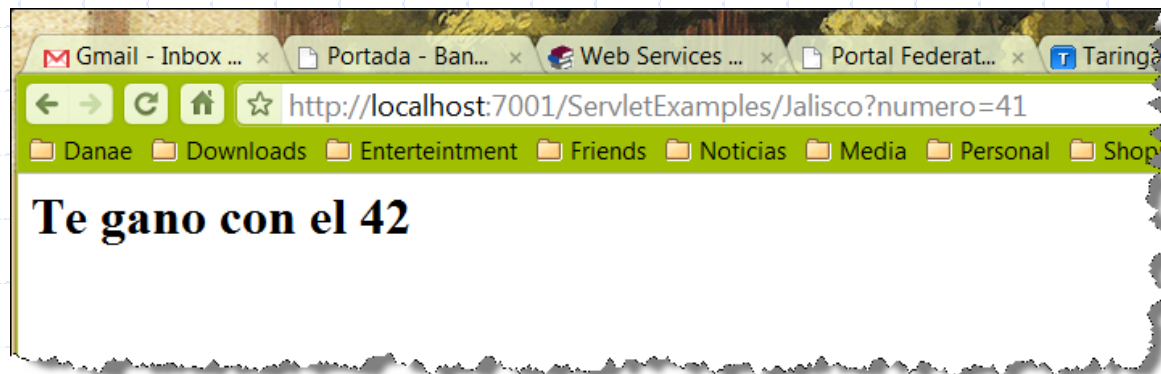 Gmail - Inbox ... Portada - Ban... Web Services ... Portal Federat... Taringa
http://localhost:7001/ServletExamples/Jalisco?numero=41
Danae Downloads Enterteintment Friends Noticias Media Personal Shop
Te gano con el 42